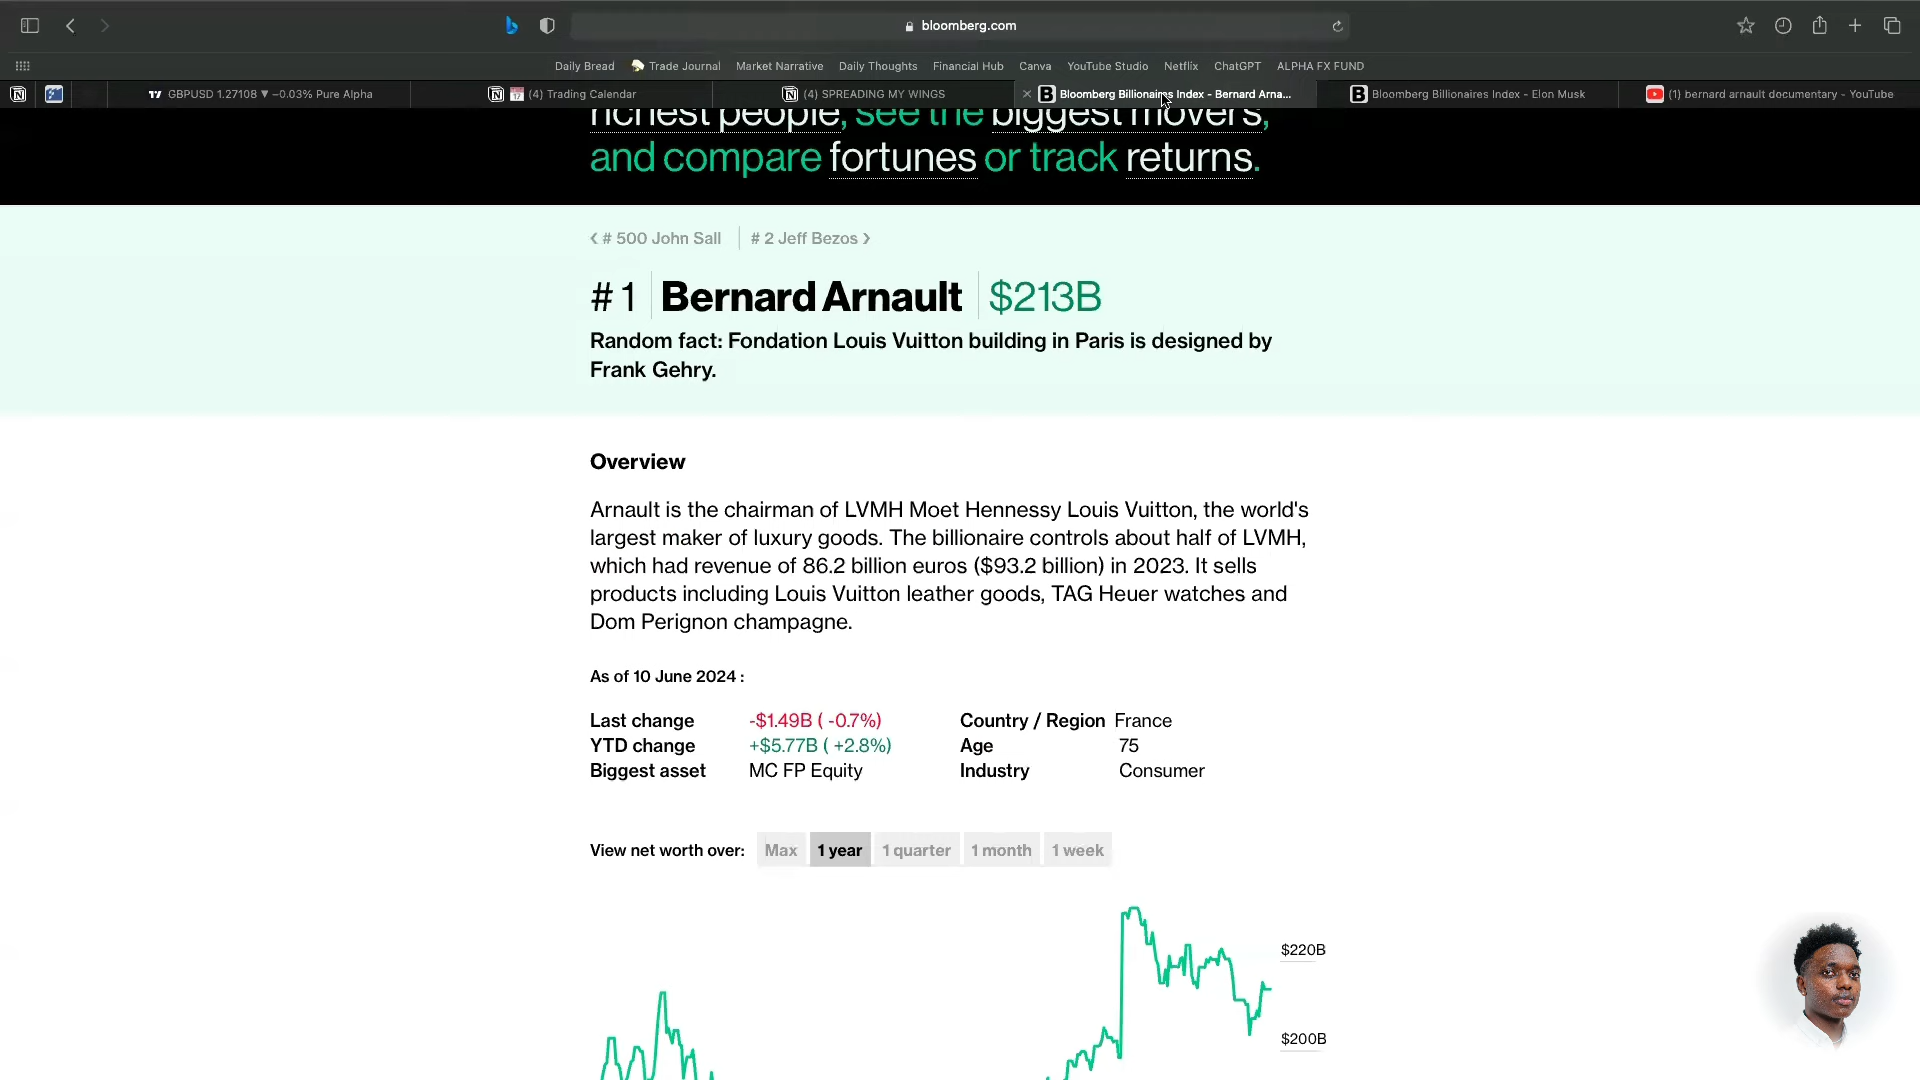 bloomberg.com
Daily Bread Trade Journal Market Narrative Daily Thoughts Financial Hub Canva YouTube Studio Netflix ChatGPT ALPHA FX FUND
GBPUSD 1.27108 ▼ −0.03% Pure Alpha (4) Trading Calendar (4) SPREADING MY WINGS Bloomberg Billionaires Index - Bernard Arna... Bloomberg Billionaires Index - Elon Musk (1) bernard arnault documentary - YouTube
richest people, see the biggest movers,
and compare fortunes or track returns.
# 500 John Sall # 2 Jeff Bezos
# 1 Bernard Arnault $213B
Random fact: Fondation Louis Vuitton building in Paris is designed by
Frank Gehry.
Overview
Arnault is the chairman of LVMH Moet Hennessy Louis Vuitton, the world's
largest maker of luxury goods. The billionaire controls about half of LVMH,
which had revenue of 86.2 billion euros ($93.2 billion) in 2023. It sells
products including Louis Vuitton leather goods, TAG Heuer watches and
Dom Perignon champagne.
As of 10 June 2024 :
Last change -$1.49B ( -0.7%) Country / Region France
YTD change +$5.77B ( +2.8%) Age 75
Biggest asset MC FP Equity Industry Consumer
View net worth over: Max 1 year 1 quarter 1 month 1 week
$220B
$200B